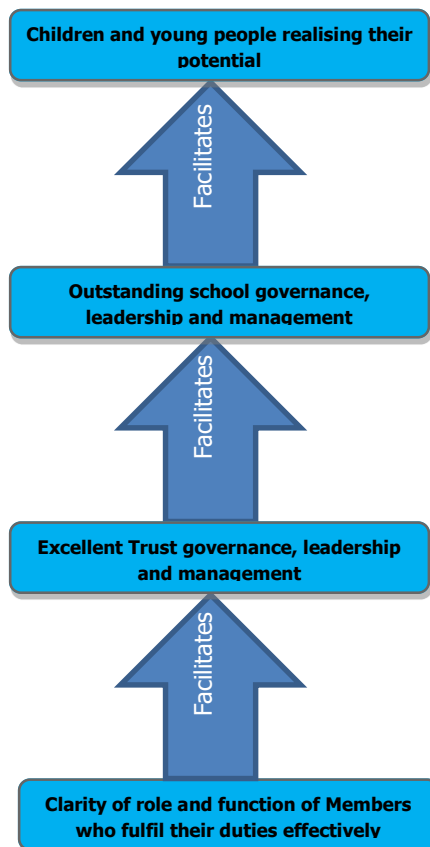 Children and young people realising their
potential
Facilitates
Outstanding school governance,
leadership and management
Facilitates
Excellent Trust governance, leadership
and management
Facilitates
Clarity of role and function of Members
who fulfil their duties effectively